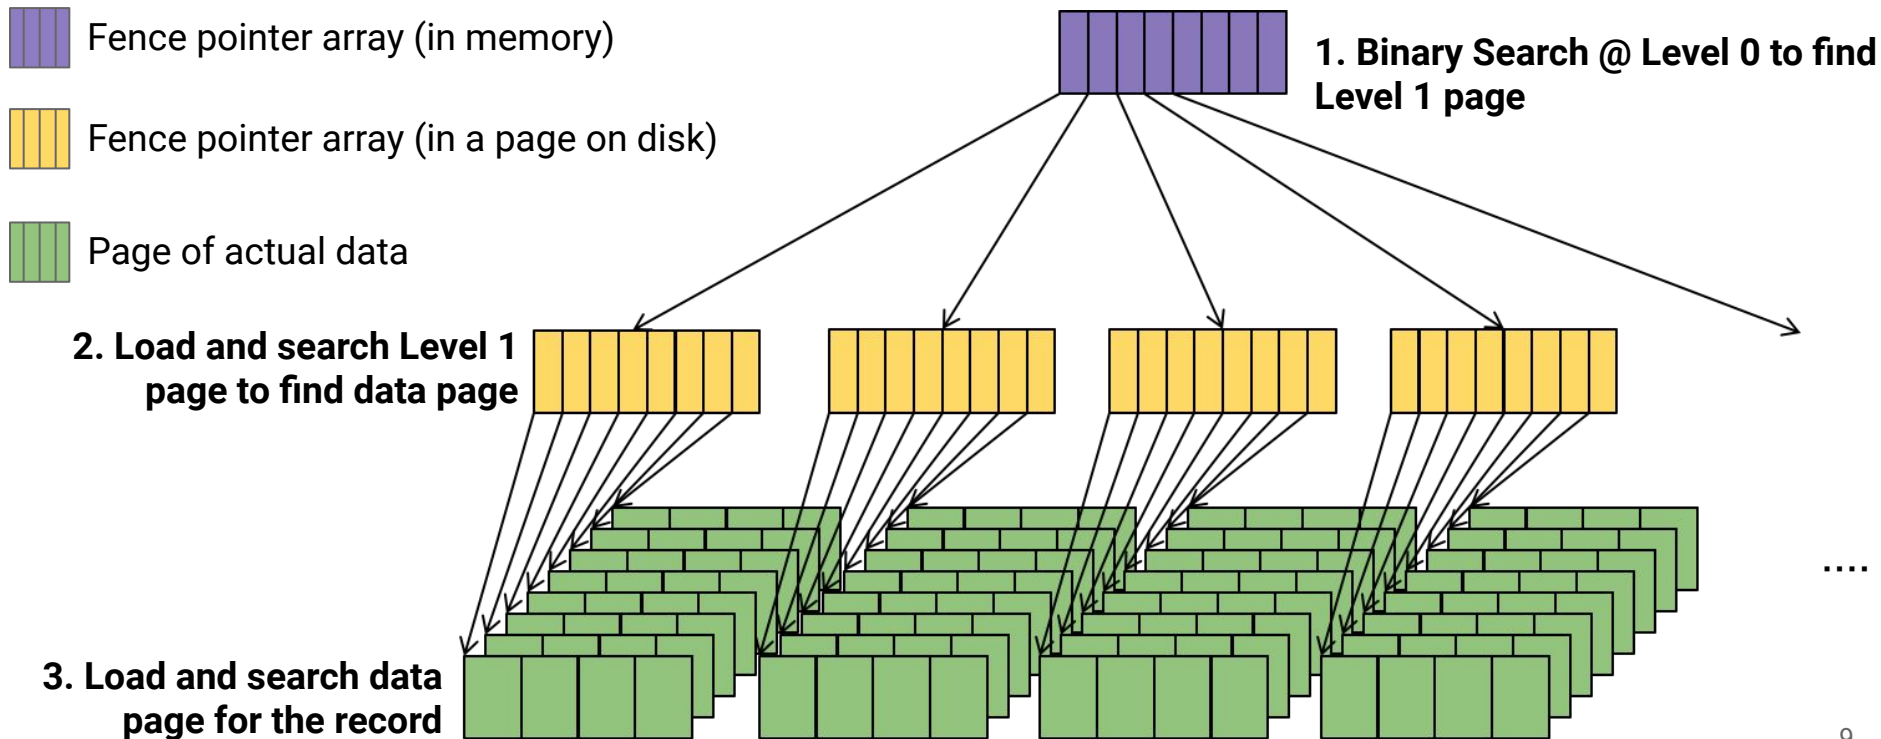 Fence pointer array (in memory)
1. Binary Search @ Level 0 to find
Level 1 page
Fence pointer array (in a page on disk)
Page of actual data
2. Load and search Level 1
page to find data page
....
3. Load and search data
page for the record